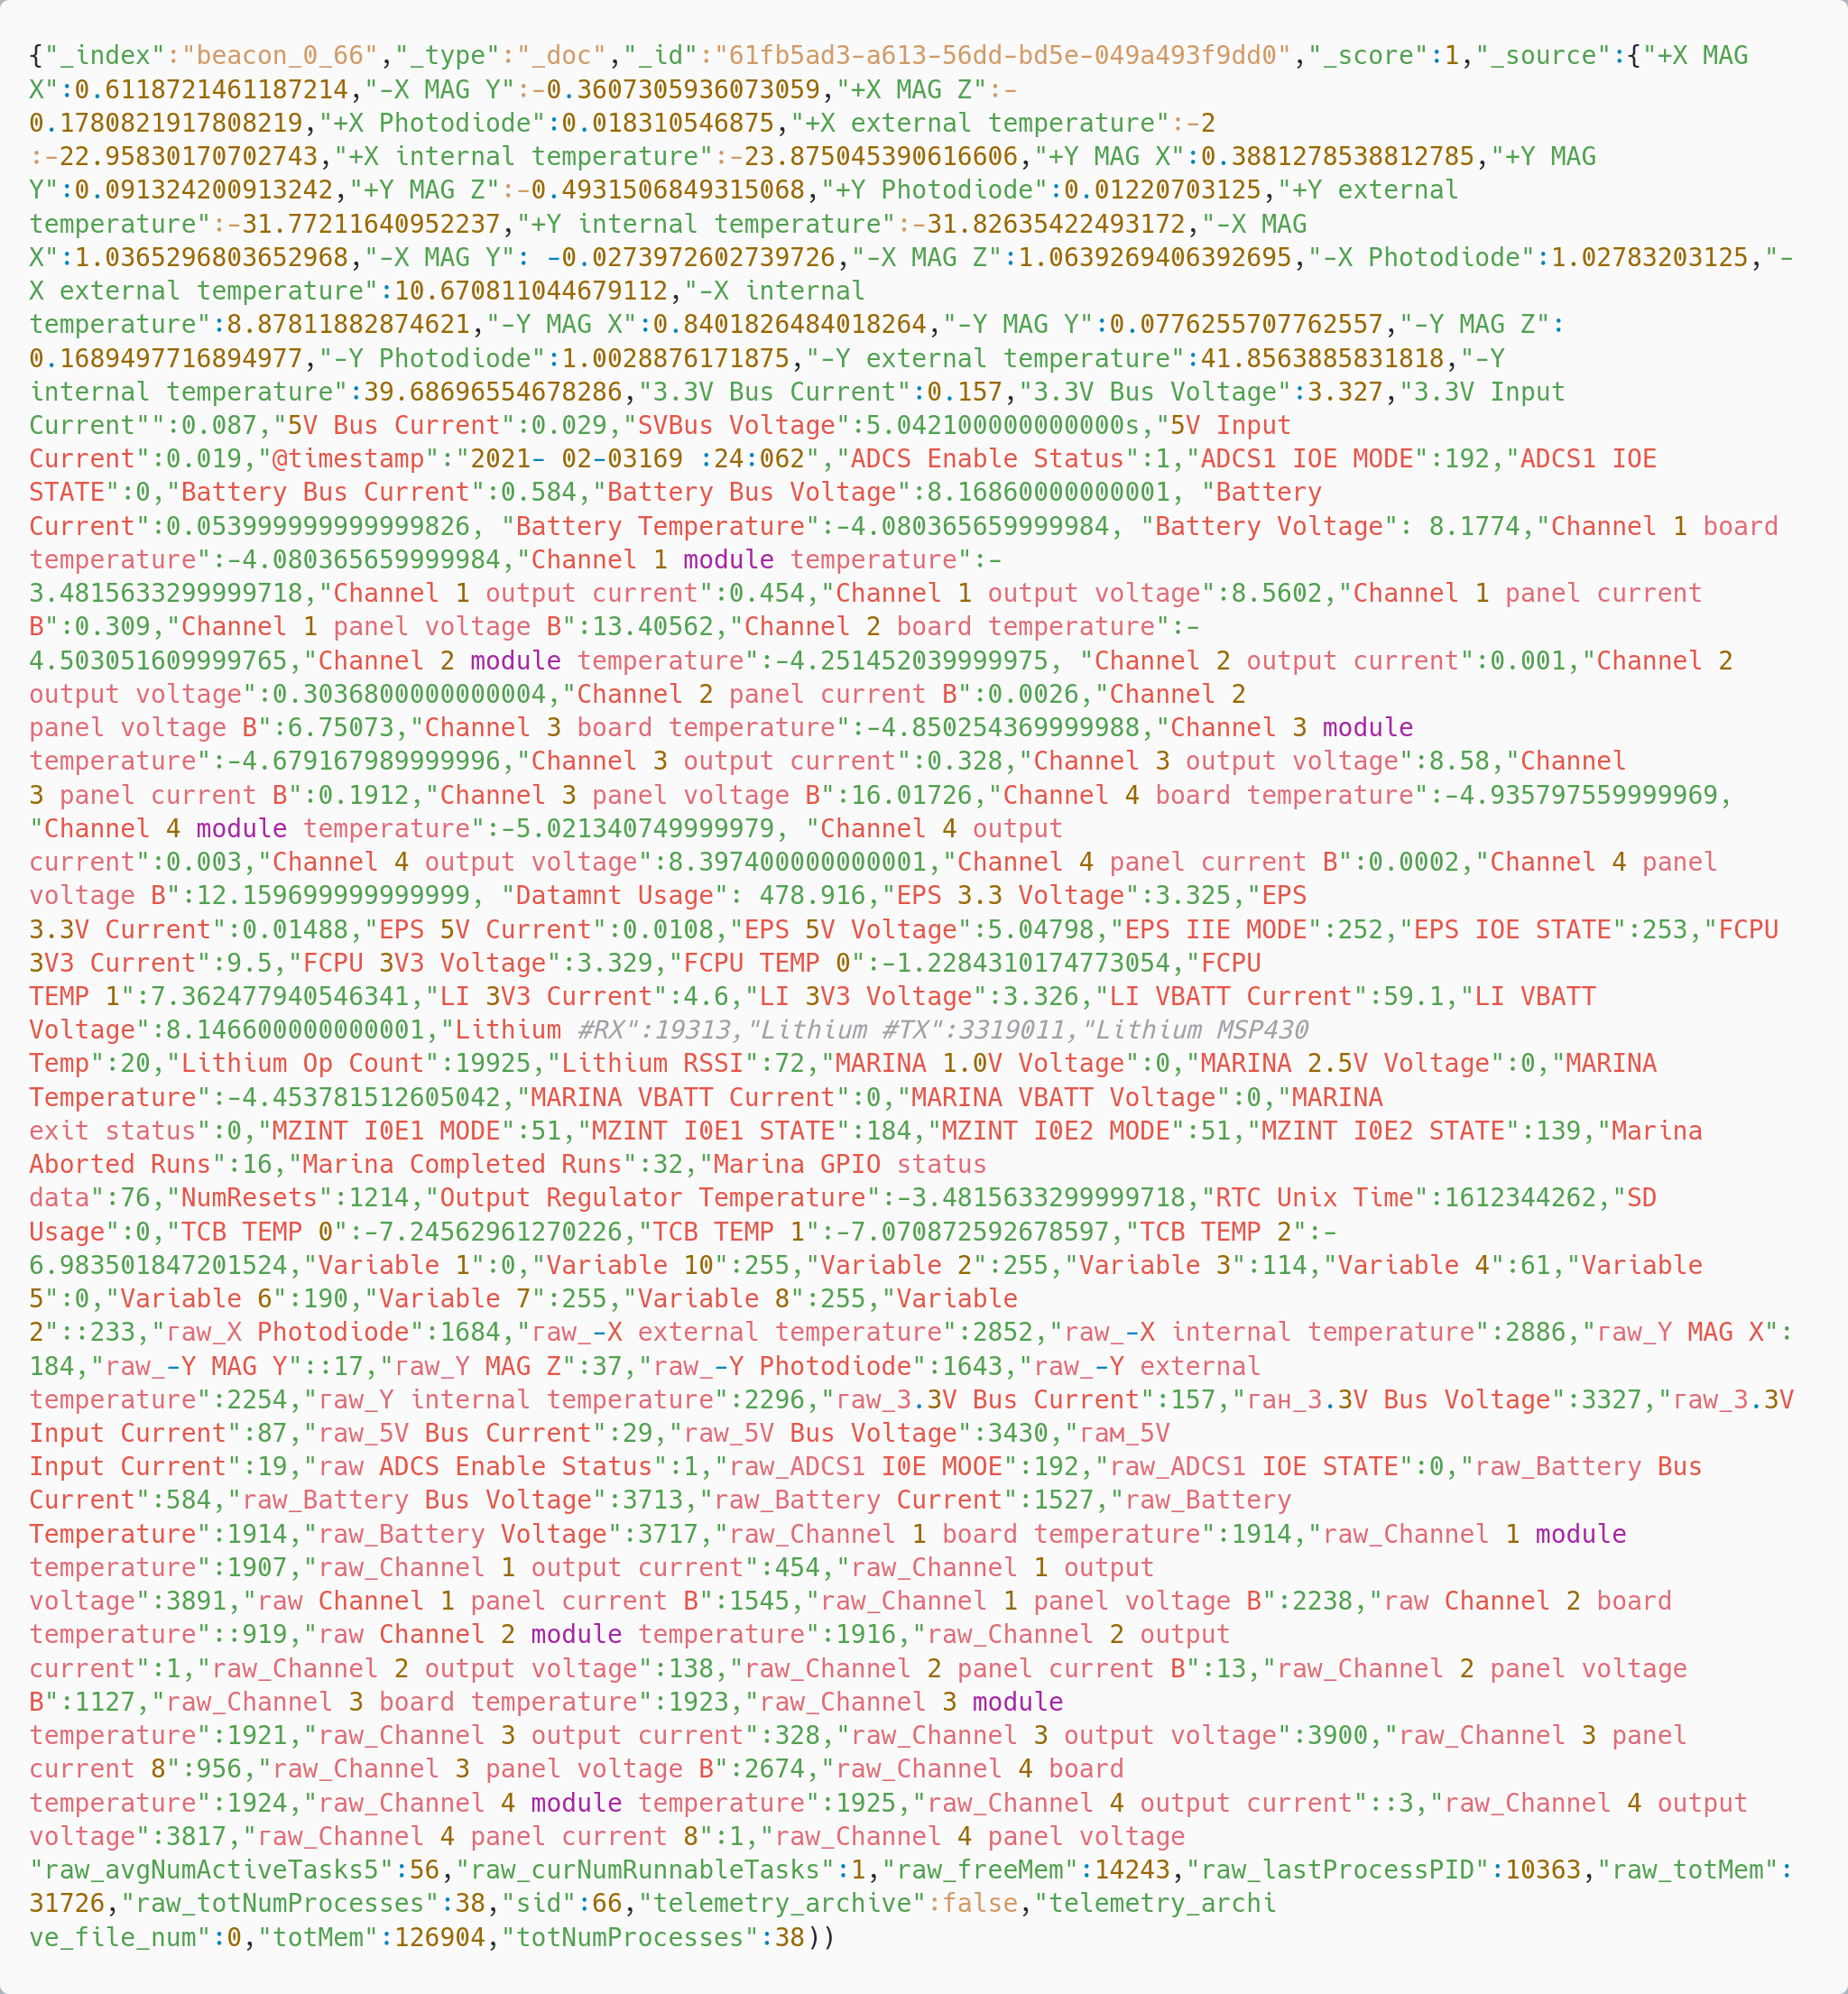 {"_index":"beacon_0_66","_type":"_doc","_id":"61fb5ad3-a613-56dd-bd5e-049a493f9dd0","_score":1,"_source":{"+X MAG
X":0.6118721461187214,"-X MAG Y":-0.3607305936073059,"+X MAG Z":-
0.1780821917808219,"+X Photodiode":0.018310546875,"+X external temperature":-2
:-22.95830170702743,"+X internal temperature":-23.875045390616606,"+Y MAG X":0.3881278538812785,"+Y MAG
Y":0.091324200913242,"+Y MAG Z":-0.4931506849315068,"+Y Photodiode":0.01220703125,"+Y external
temperature":-31.77211640952237,"+Y internal temperature":-31.82635422493172,"-X MAG
X":1.0365296803652968,"-X MAG Y": -0.0273972602739726,"-X MAG Z":1.0639269406392695,"-X Photodiode":1.02783203125,"-
X external temperature":10.670811044679112,"-X internal
temperature":8.87811882874621,"-Y MAG X":0.8401826484018264,"-Y MAG Y":0.0776255707762557,"-Y MAG Z":
0.1689497716894977,"-Y Photodiode":1.0028876171875,"-Y external temperature":41.8563885831818,"-Y
internal temperature":39.68696554678286,"3.3V Bus Current":0.157,"3.3V Bus Voltage":3.327,"3.3V Input
Current"":0.087,"5V Bus Current":0.029,"SVBus Voltage":5.042100000000000s,"5V Input
Current":0.019,"@timestamp":"2021- 02-03169 :24:062","ADCS Enable Status":1,"ADCS1 IOE MODE":192,"ADCS1 IOE
STATE":0,"Battery Bus Current":0.584,"Battery Bus Voltage":8.16860000000001, "Battery
Current":0.053999999999999826, "Battery Temperature":-4.080365659999984, "Battery Voltage": 8.1774,"Channel 1 board
temperature":-4.080365659999984,"Channel 1 module temperature":-
3.4815633299999718,"Channel 1 output current":0.454,"Channel 1 output voltage":8.5602,"Channel 1 panel current
B":0.309,"Channel 1 panel voltage B":13.40562,"Channel 2 board temperature":-
4.503051609999765,"Channel 2 module temperature":-4.251452039999975, "Channel 2 output current":0.001,"Channel 2
output voltage":0.3036800000000004,"Channel 2 panel current B":0.0026,"Channel 2
panel voltage B":6.75073,"Channel 3 board temperature":-4.850254369999988,"Channel 3 module
temperature":-4.679167989999996,"Channel 3 output current":0.328,"Channel 3 output voltage":8.58,"Channel
3 panel current B":0.1912,"Channel 3 panel voltage B":16.01726,"Channel 4 board temperature":-4.935797559999969,
"Channel 4 module temperature":-5.021340749999979, "Channel 4 output
current":0.003,"Channel 4 output voltage":8.397400000000001,"Channel 4 panel current B":0.0002,"Channel 4 panel
voltage B":12.159699999999999, "Datamnt Usage": 478.916,"EPS 3.3 Voltage":3.325,"EPS
3.3V Current":0.01488,"EPS 5V Current":0.0108,"EPS 5V Voltage":5.04798,"EPS IIE MODE":252,"EPS IOE STATE":253,"FCPU
3V3 Current":9.5,"FCPU 3V3 Voltage":3.329,"FCPU TEMP 0":-1.2284310174773054,"FCPU
TEMP 1":7.362477940546341,"LI 3V3 Current":4.6,"LI 3V3 Voltage":3.326,"LI VBATT Current":59.1,"LI VBATT
Voltage":8.146600000000001,"Lithium #RX":19313,"Lithium #TX":3319011,"Lithium MSP430
Temp":20,"Lithium Op Count":19925,"Lithium RSSI":72,"MARINA 1.0V Voltage":0,"MARINA 2.5V Voltage":0,"MARINA
Temperature":-4.453781512605042,"MARINA VBATT Current":0,"MARINA VBATT Voltage":0,"MARINA
exit status":0,"MZINT I0E1 MODE":51,"MZINT I0E1 STATE":184,"MZINT I0E2 MODE":51,"MZINT I0E2 STATE":139,"Marina
Aborted Runs":16,"Marina Completed Runs":32,"Marina GPIO status
data":76,"NumResets":1214,"Output Regulator Temperature":-3.4815633299999718,"RTC Unix Time":1612344262,"SD
Usage":0,"TCB TEMP 0":-7.24562961270226,"TCB TEMP 1":-7.070872592678597,"TCB TEMP 2":-
6.983501847201524,"Variable 1":0,"Variable 10":255,"Variable 2":255,"Variable 3":114,"Variable 4":61,"Variable
5":0,"Variable 6":190,"Variable 7":255,"Variable 8":255,"Variable
2"::233,"гaw_X Photodiode":1684,"гaw_-X external temperature":2852,"raw_-X internal temperature":2886,"гaw_Y MAG X":
184,"raw_-Y MAG Y"::17,"гaw_Y MAG Z":37,"raw_-Y Photodiode":1643,"raw_-Y external
temperature":2254,"гaw_Y internal temperature":2296,"гaw_3.3V Bus Current":157,"ган_3.3V Bus Voltage":3327,"гaw_3.3V
Input Current":87,"raw_5V Bus Current":29,"raw_5V Bus Voltage":3430,"гам_5V
Input Current":19,"raw ADCS Enable Status":1,"raw_ADCS1 I0E MOOE":192,"raw_ADCS1 IOE STATE":0,"raw_Battery Bus
Current":584,"raw_Battery Bus Voltage":3713,"raw_Battery Current":1527,"raw_Battery
Temperature":1914,"raw_Battery Voltage":3717,"raw_Channel 1 board temperature":1914,"raw_Channel 1 module
temperature":1907,"raw_Channel 1 output current":454,"raw_Channel 1 output
voltage":3891,"raw Channel 1 panel current B":1545,"raw_Channel 1 panel voltage B":2238,"raw Channel 2 board
temperature"::919,"raw Channel 2 module temperature":1916,"raw_Channel 2 output
current":1,"raw_Channel 2 output voltage":138,"raw_Channel 2 panel current B":13,"raw_Channel 2 panel voltage
B":1127,"raw_Channel 3 board temperature":1923,"raw_Channel 3 module
temperature":1921,"raw_Channel 3 output current":328,"raw_Channel 3 output voltage":3900,"raw_Channel 3 panel
current 8":956,"raw_Channel 3 panel voltage B":2674,"raw_Channel 4 board
temperature":1924,"raw_Channel 4 module temperature":1925,"raw_Channel 4 output current"::3,"raw_Channel 4 output
voltage":3817,"гaw_Channel 4 panel current 8":1,"raw_Channel 4 panel voltage
"raw_avgNumActiveTasks5":56,"raw_curNumRunnableTasks":1,"raw_freeMem":14243,"raw_lastProcessPID":10363,"raw_totMem":
31726,"raw_totNumProcesses":38,"sid":66,"telemetry_archive":false,"telemetry_archi
ve_file_num":0,"totMem":126904,"totNumProcesses":38))